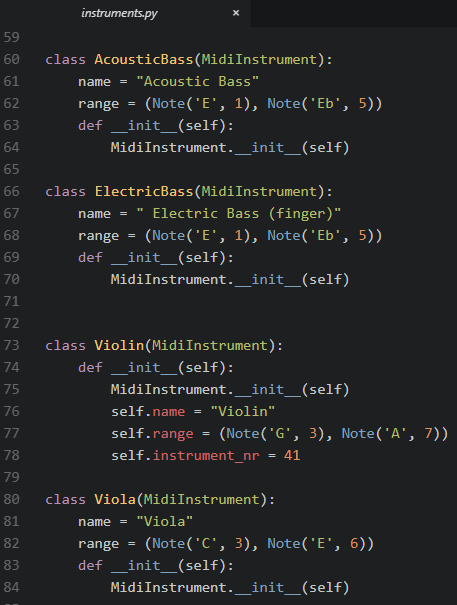 instruments.py ×
59
60 class AcousticBass(MidiInstrument):
61     name = "Acoustic Bass"
62     range = (Note('E', 1), Note('Eb', 5))
63     def __init__(self):
64         MidiInstrument.__init__(self)
65
66 class ElectricBass(MidiInstrument):
67     name = " Electric Bass (finger)"
68     range = (Note('E', 1), Note('Eb', 5))
69     def __init__(self):
70         MidiInstrument.__init__(self)
71
72
73 class Violin(MidiInstrument):
74     def __init__(self):
75         MidiInstrument.__init__(self)
76         self.name = "Violin"
77         self.range = (Note('G', 3), Note('A', 7))
78         self.instrument_nr = 41
79
80 class Viola(MidiInstrument):
81     name = "Viola"
82     range = (Note('C', 3), Note('E', 6))
83     def __init__(self):
84         MidiInstrument.__init__(self)